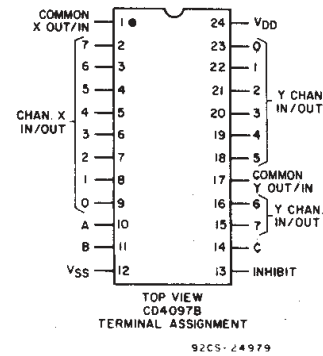 COMMON
X OUT/IN 1 24 VDD
7 2 23 0
6 3 22 1
5 4 21 2
4 5 20 3
3 6 19 4
2 7 18 5
CHAN. X
IN/OUT
Y CHAN.
IN/OUT
1 8 17 COMMON
Y OUT/IN
0 9 16 6
A 10 15 7
Y CHAN.
IN/OUT
B 11 14 C
VSS 12 13 INHIBIT
TOP VIEW
CD4097B
TERMINAL ASSIGNMENT
92CS-24979